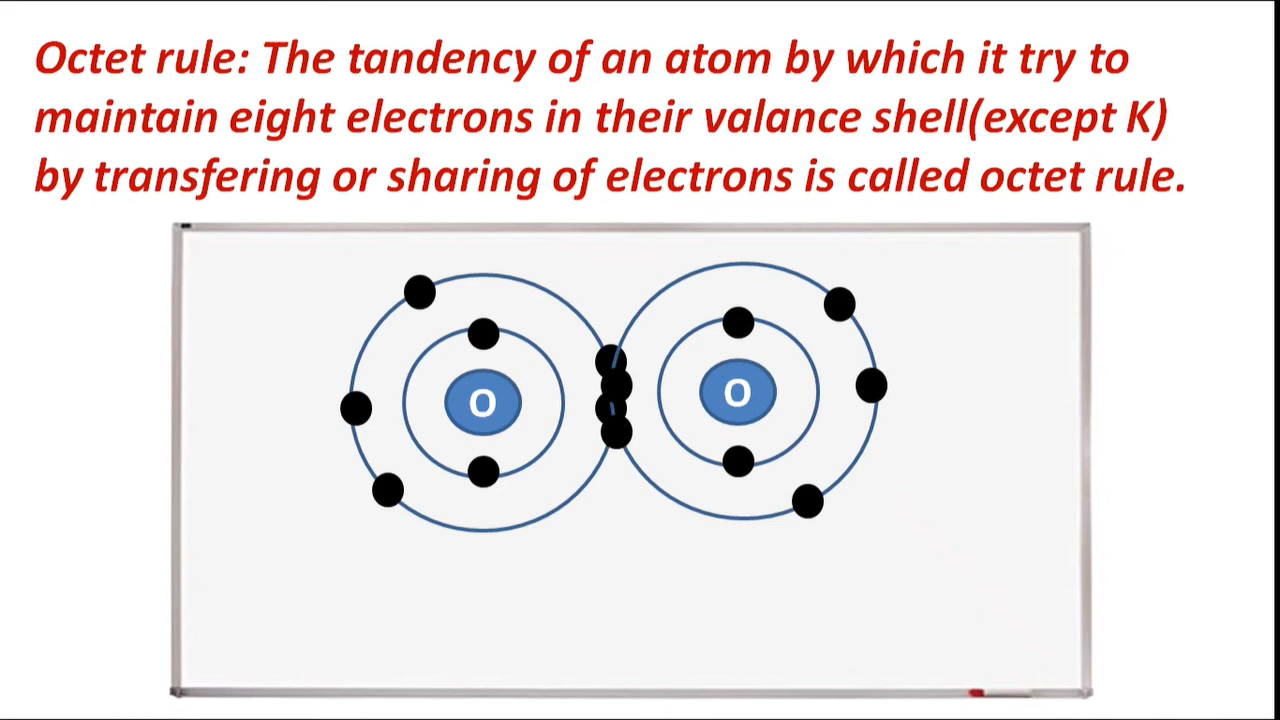 Octet rule: The tandency of an atom by which it try to
maintain eight electrons in their valance shell(except K)
by transfering or sharing of electrons is called octet rule.
O
O